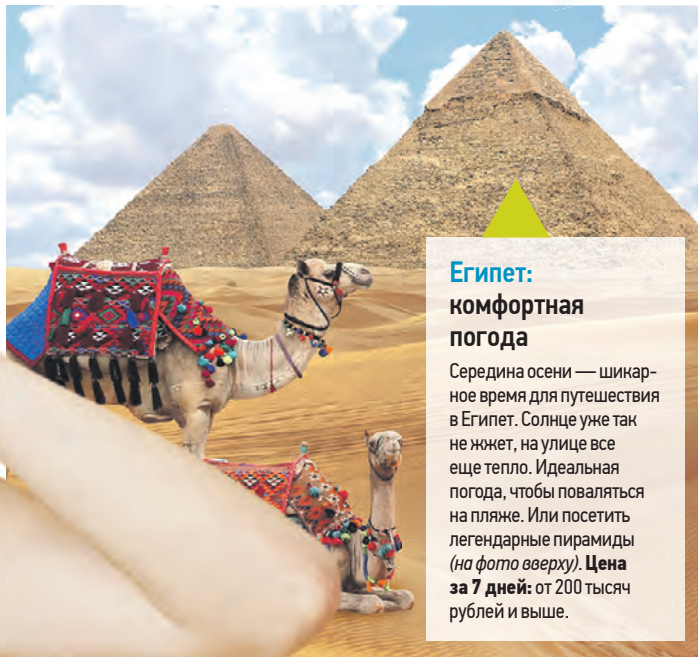 Египет:
комфортная
погода
Середина осени — шикар-
ное время для путешествия
в Египет. Солнце уже так
не жжет, на улице все
еще тепло. Идеальная
погода, чтобы поваляться
на пляже. Или посетить
легендарные пирамиды
(на фото вверху). Цена
за 7 дней: от 200 тысяч
рублей и выше.